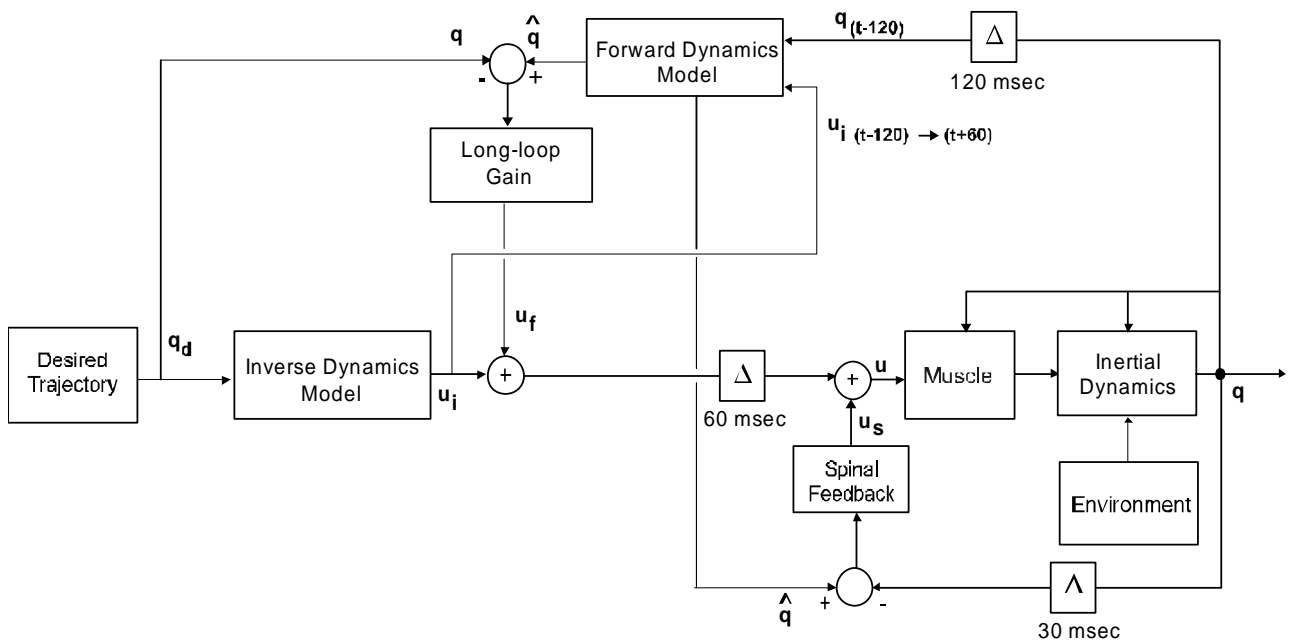 q(t-120)
Δ
120 msec
^
q
q
-
+
Forward Dynamics
Model
ui (t-120) → (t+60)
Long-loop
Gain
uf
Desired
Trajectory
qd
Inverse Dynamics
Model
ui
+
Δ
60 msec
+
u
us
Muscle
Inertial
Dynamics
q
Spinal
Feedback
Environment
^
q
+
-
Λ
30 msec